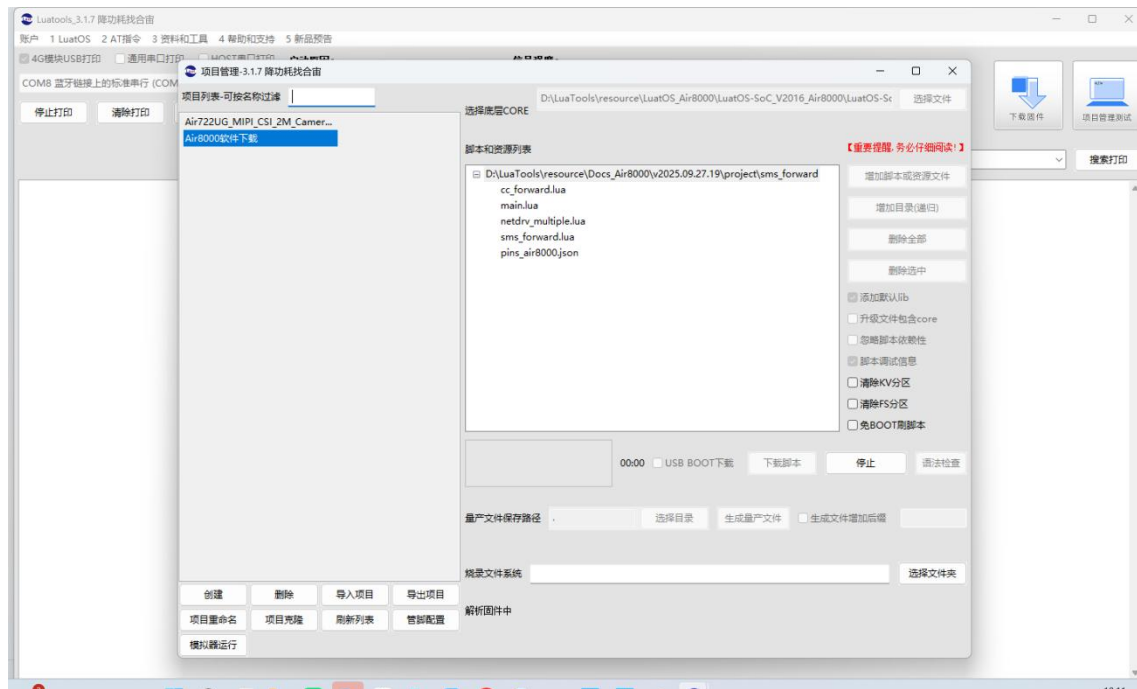 Luatools_3.1.7 降功耗找合宙
账户 1 LuatOS 2 AT指令 3 资料和工具 4 帮助和支持 5 新品预告
4G模块USB打印 通用串口打印
COM8 蓝牙链接上的标准串行 (COM
停止打印 清除打印
下载固件 项目管理测试
搜索打印
项目管理-3.1.7 降功耗找合宙
项目列表-可按名称过滤
Air722UG_MIPI_CSI_2M_Camer...
Air8000软件下载
选择底层CORE D:\LuaTools\resource\LuatOS_Air8000\LuatOS-SoC_V2016_Air8000\LuatOS-Sc 选择文件
脚本和资源列表 【重要提醒, 务必仔细阅读!】
D:\LuaTools\resource\Docs_Air8000\v2025.09.27.19\project\sms_forward
cc_forward.lua
main.lua
netdrv_multiple.lua
sms_forward.lua
pins_air8000.json
增加脚本或资源文件
增加目录(递归)
删除全部
删除选中
添加默认lib
升级文件包含core
忽略脚本依赖性
脚本调试信息
清除KV分区
清除FS分区
免BOOT刷脚本
00:00 USB BOOT下载 下载脚本 停止 语法检查
量产文件保存路径 . 选择目录 生成量产文件 生成文件增加后缀
烧录文件系统 选择文件夹
解析固件中
创建 删除 导入项目 导出项目
项目重命名 项目克隆 刷新列表 管脚配置
模拟器运行